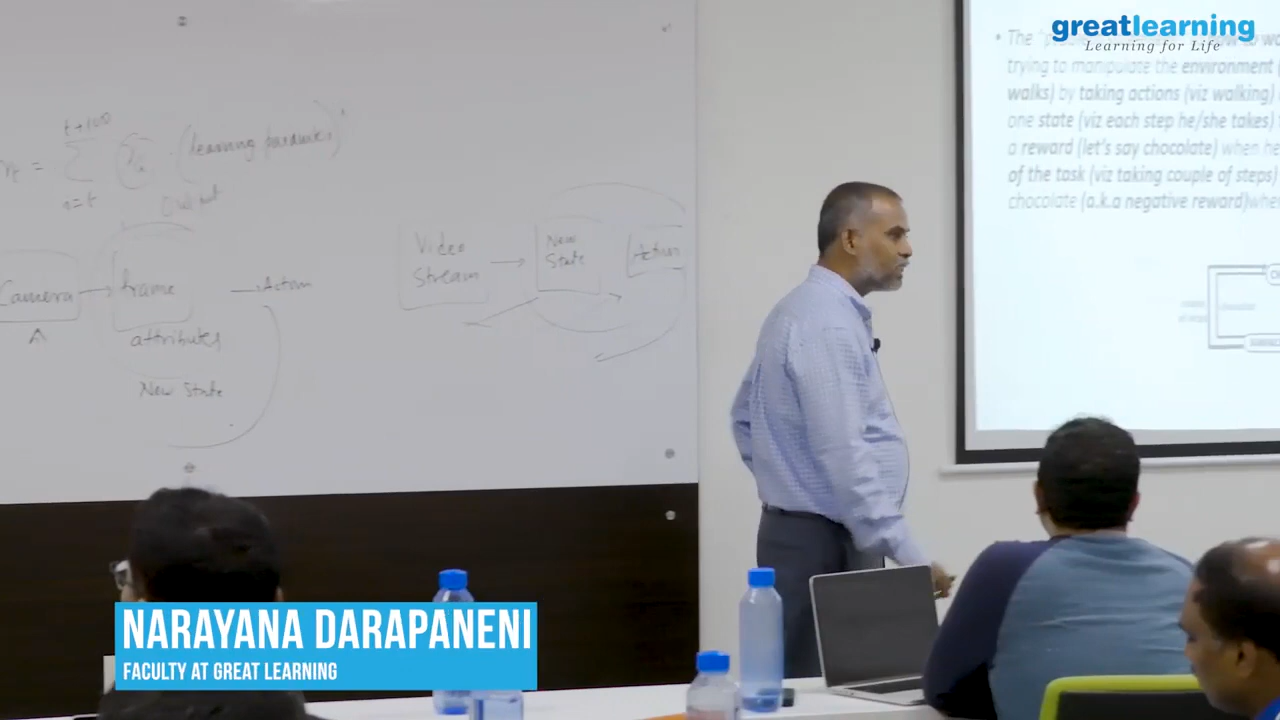 greatlearning
Learning for Life
t+100
Σ
(learning parameters)
Output
Camera
frame
Action
attributes
New State
Video
Stream
New
State
Action
• The
trying to manipulate the environment (
walks) by taking actions (viz walking)
one state (viz each step he/she takes)
a reward (let's say chocolate) when he
of the task (viz taking couple of steps)
chocolate (a.k.a negative reward)when
NARAYANA DARAPANENI
FACULTY AT GREAT LEARNING